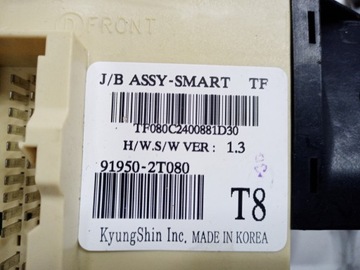 FRONT
J/B ASSY-SMART TF
TF080C2400881D30
H/W.S/W VER : 1.3
91950-2T080
T8
KyungShin Inc. MADE IN KOREA